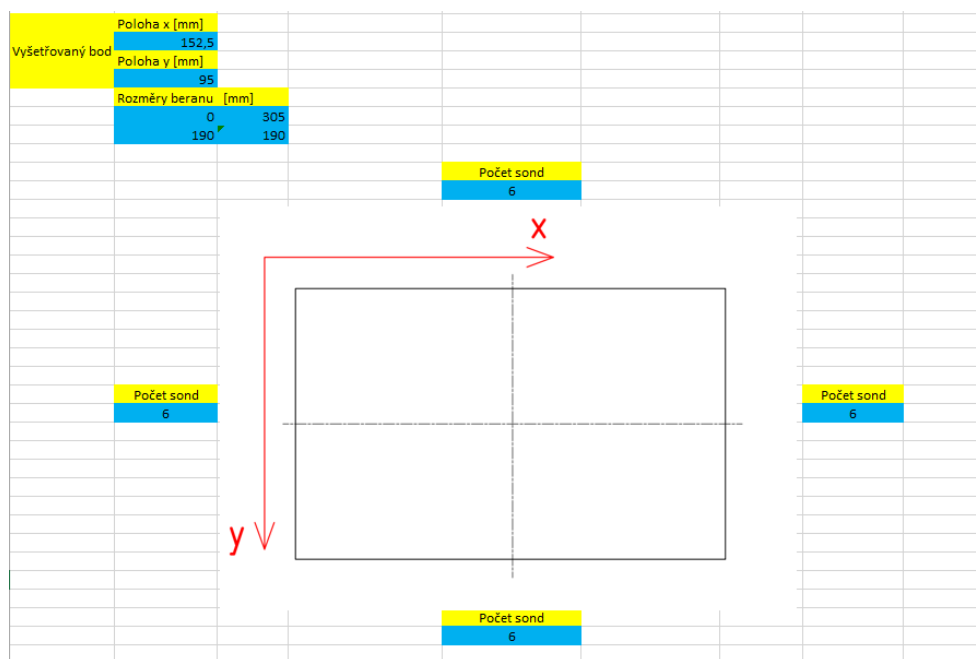 Poloha x [mm]
152,5
Vyšetřovaný bod
Poloha y [mm]
95
Rozměry beranu [mm]
0 305
190 190
Počet sond
6
x
Počet sond
6
Počet sond
6
y
Počet sond
6